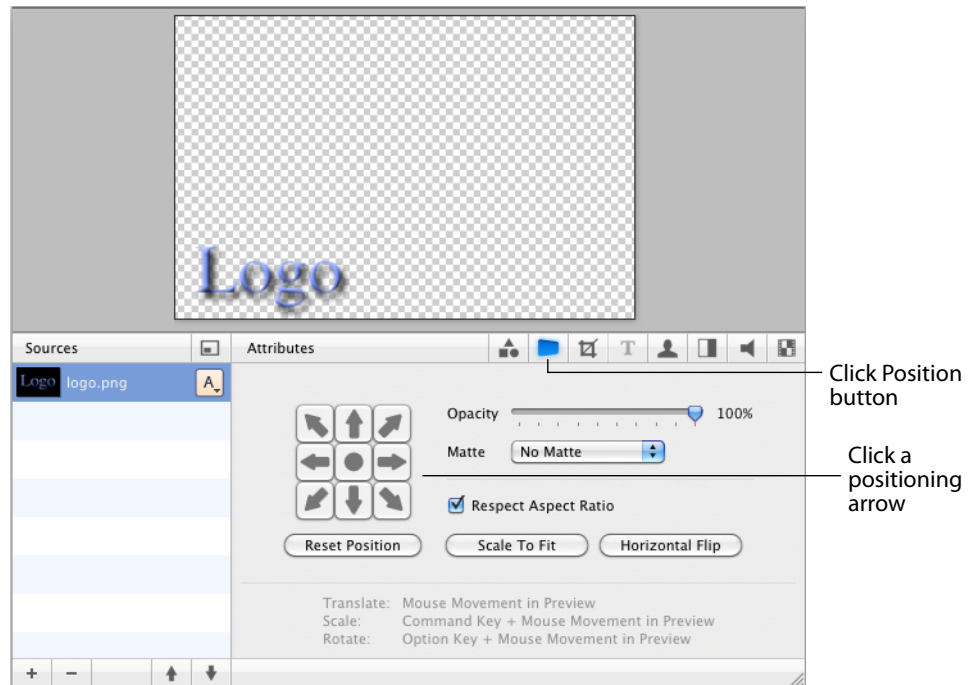 Logo
Sources
Attributes
T
Logo logo.png A
Opacity 100%
Matte No Matte
Respect Aspect Ratio
Reset Position Scale To Fit Horizontal Flip
Translate: Mouse Movement in Preview
Scale: Command Key + Mouse Movement in Preview
Rotate: Option Key + Mouse Movement in Preview
Click Position
button
Click a
positioning
arrow